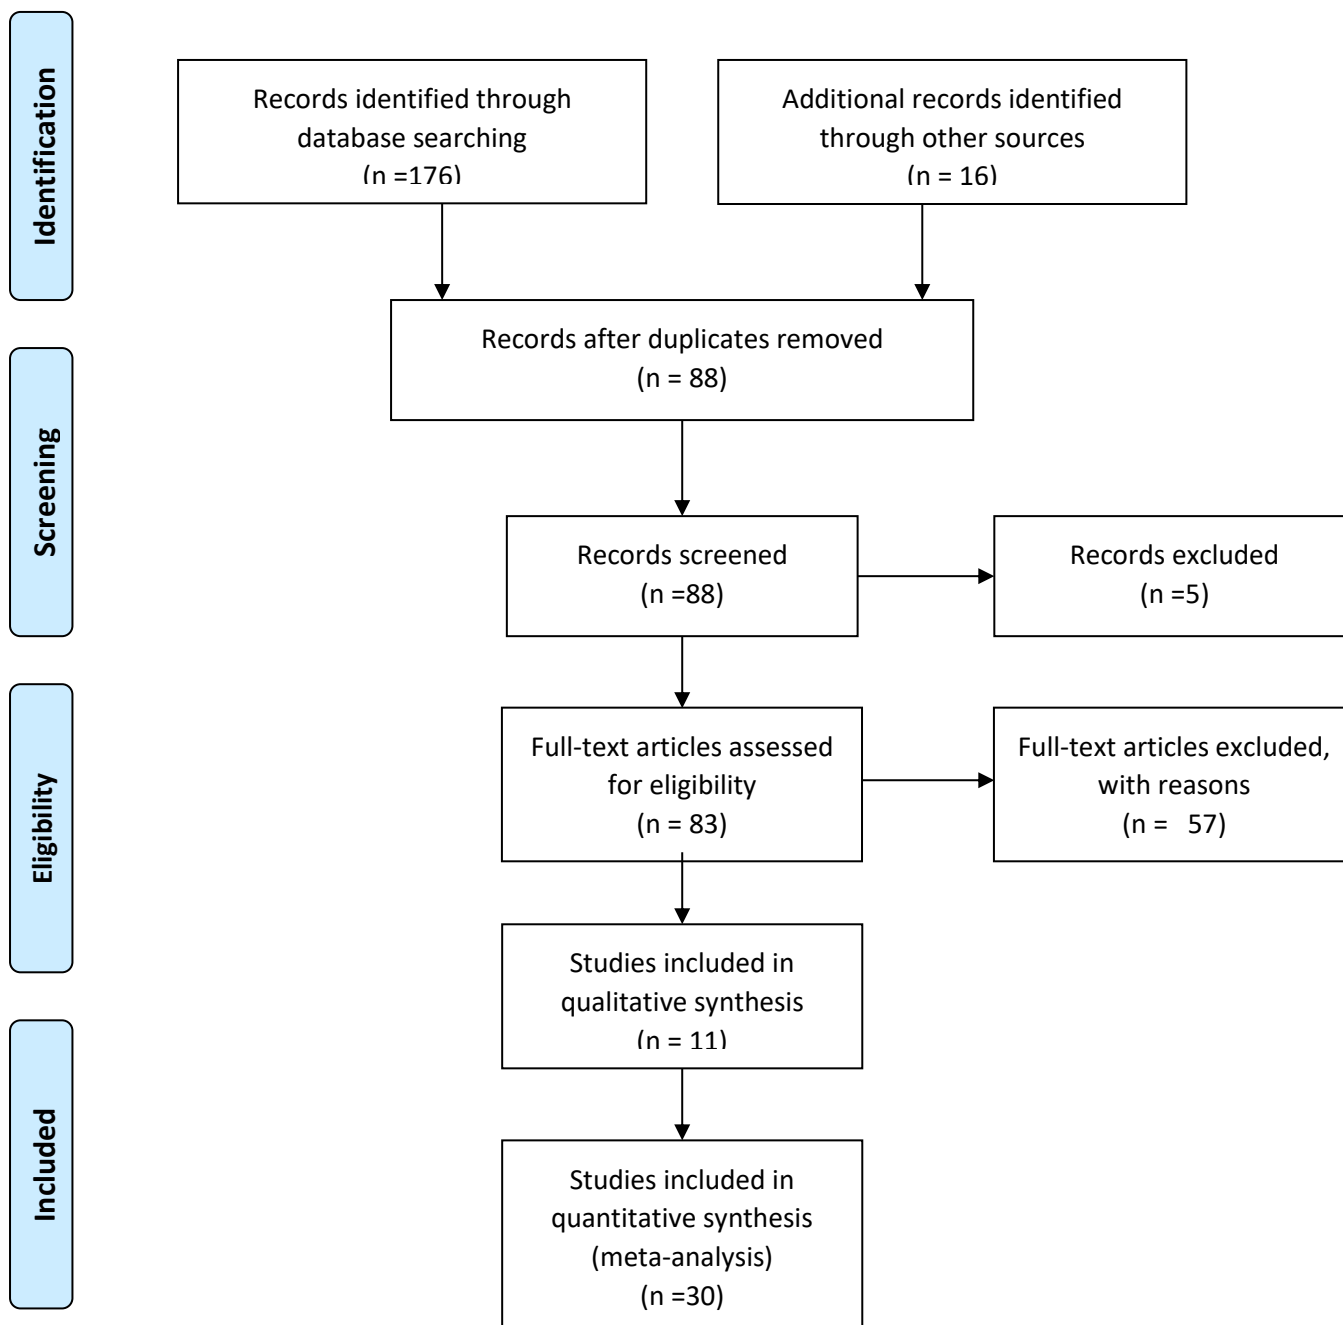 Identification
Records identified through
database searching
(n =176)
Additional records identified
through other sources
(n = 16)
Records after duplicates removed
(n = 88)
Screening
Records screened
(n =88)
Records excluded
(n =5)
Eligibility
Full-text articles assessed
for eligibility
(n = 83)
Full-text articles excluded,
with reasons
(n =   57)
Studies included in
qualitative synthesis
(n = 11)
Included
Studies included in
quantitative synthesis
(meta-analysis)
(n =30)